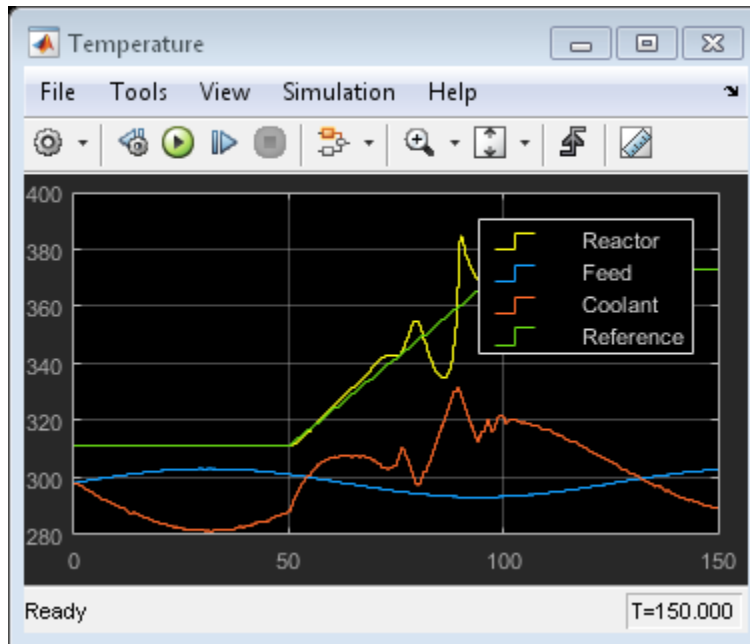 Temperature
File Tools View Simulation Help
400
380
360
340
320
300
280
0 50 100 150
Reactor
Feed
Coolant
Reference
Ready T=150.000